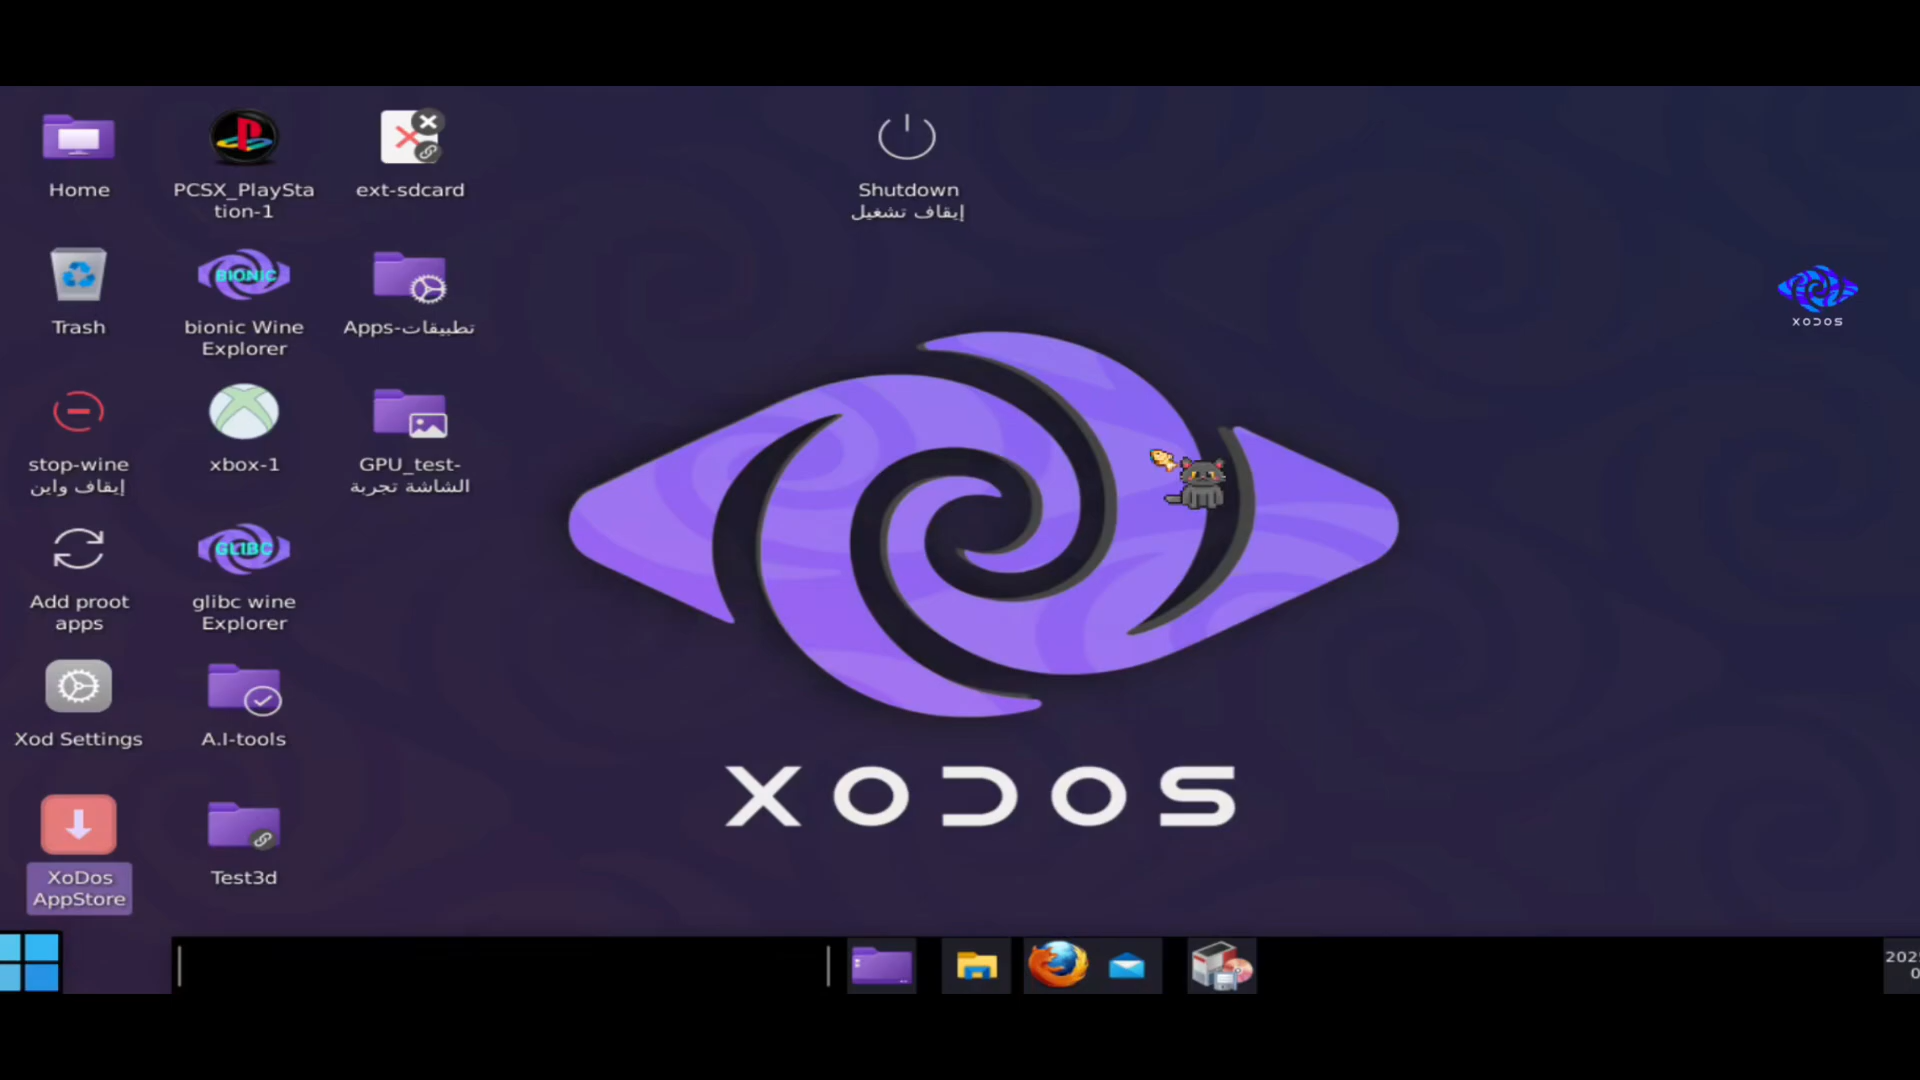 Home
PCSX_PlaySta
tion-1
ext-sdcard
Shutdown
إيقاف تشغيل
Trash
BIONIC
bionic Wine
Explorer
Apps-تطبيقات
XODOS
stop-wine
إيقاف واين
xbox-1
GPU_test-
الشاشة تجربة
Add proot
apps
GLIBC
glibc wine
Explorer
Xod Settings
A.I-tools
XODOS
XoDos
AppStore
Test3d